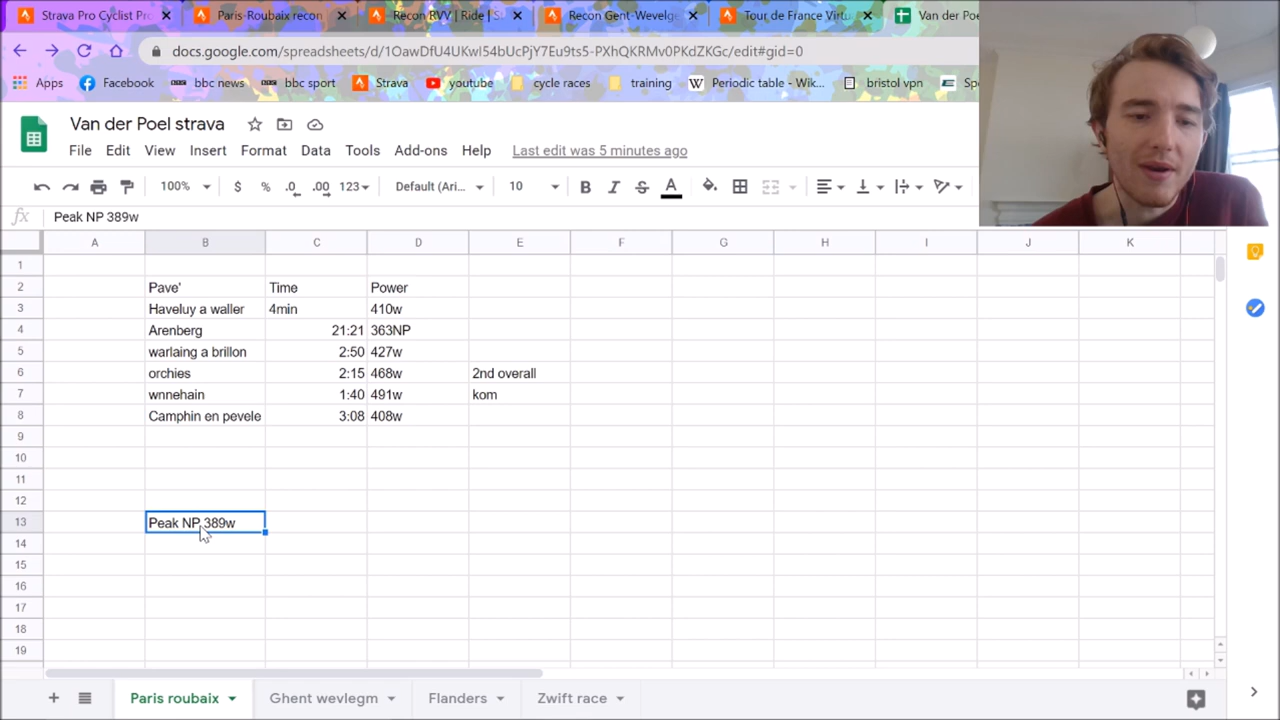 Strava Pro Cyclist Pro
Paris-Roubaix recon
Recon RVV | Ride | S
Recon Gent-Wevelge
Tour de France Virtu
Van der Poe
docs.google.com/spreadsheets/d/1OawDfU4UKwI54bUcPjY7Eu9ts5-PXhQKRMv0PKdZKGc/edit#gid=0
Apps Facebook bbc news bbc sport Strava youtube cycle races training Periodic table - Wik... bristol vpn Spe
Van der Poel strava
File Edit View Insert Format Data Tools Add-ons Help Last edit was 5 minutes ago
100% $ % .0 .00 123 Default (Ari... 10 B I S A
fx Peak NP 389w
A B C D E F G H I J K
1
2 Pave' Time Power
3 Haveluy a waller 4min 410w
4 Arenberg 21:21 363NP
5 warlaing a brillon 2:50 427w
6 orchies 2:15 468w 2nd overall
7 wnnehain 1:40 491w kom
8 Camphin en pevele 3:08 408w
9
10
11
12
13 Peak NP 389w
14
15
16
17
18
19
Paris roubaix Ghent wevlegm Flanders Zwift race